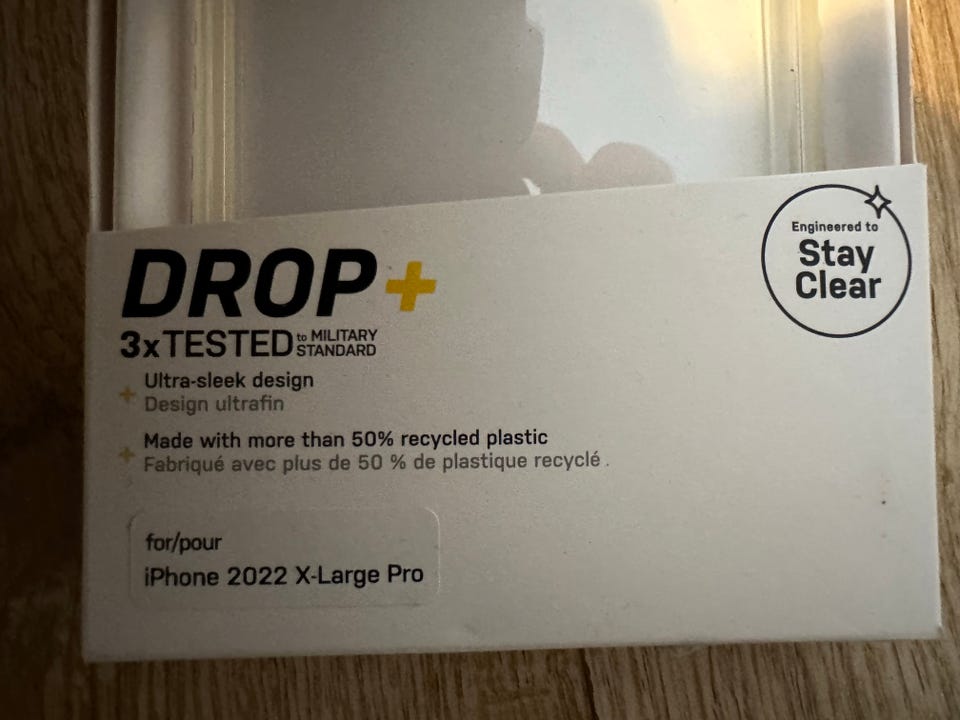 DROP+
3xTESTED to MILITARY STANDARD
Ultra-sleek design
Design ultrafin
Made with more than 50% recycled plastic
Fabriqué avec plus de 50 % de plastique recyclé .
for/pour
iPhone 2022 X-Large Pro
Engineered to
Stay
Clear